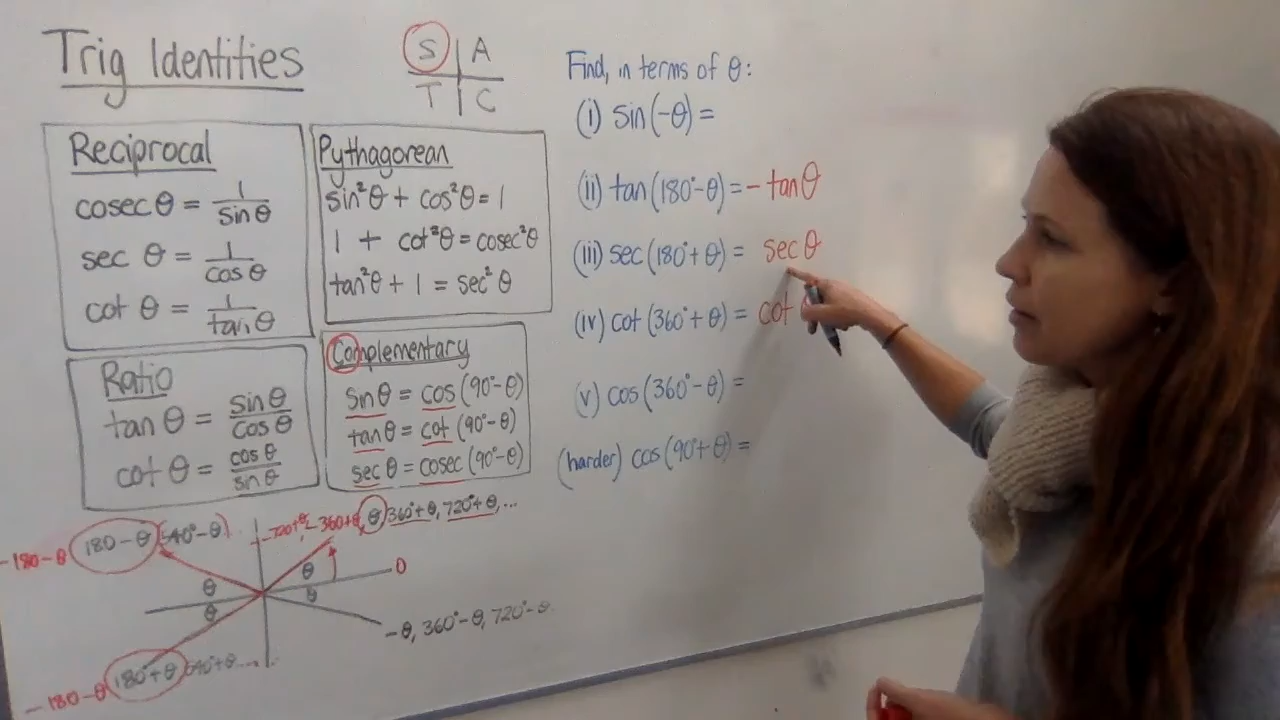 Trig Identities
S A
T C
Reciprocal
cosec θ = 1/sin θ
sec θ = 1/cos θ
cot θ = 1/tan θ
Pythagorean
sin²θ + cos²θ = 1
1 + cot²θ = cosec²θ
tan²θ + 1 = sec²θ
Ratio
tan θ = sin θ/cos θ
cot θ = cos θ/sin θ
Complementary
sin θ = cos (90°-θ)
tan θ = cot (90°-θ)
sec θ = cosec (90°-θ)
Find, in terms of θ:
(i) sin(-θ) =
(ii) tan(180°-θ) = - tan θ
(iii) sec(180°+θ) = sec θ
(iv) cot(360°+θ) = cot
(v) cos(360°-θ) =
(harder) cos(90°+θ) =
-360+θ, θ, 360°+θ, 720°+θ, ...
-180-θ 180-θ 540°-θ)..
θ θ 0
θ θ
-θ, 360°-θ, 720°-θ
-180-θ 180°+θ 540°+θ....